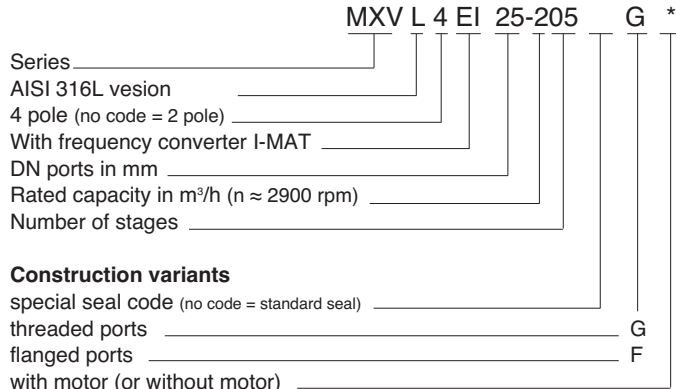 MXV L 4 EI 25-205 G *
Series
AISI 316L vesion
4 pole (no code = 2 pole)
With frequency converter I-MAT
DN ports in mm
Rated capacity in m³/h (n ≈ 2900 rpm)
Number of stages
Construction variants
special seal code (no code = standard seal)
threaded ports G
flanged ports F
with motor (or without motor)